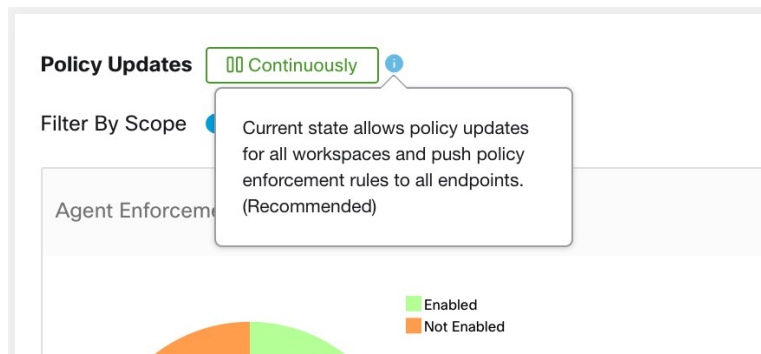 Policy Updates Continuously
Filter By Scope
Current state allows policy updates
for all workspaces and push policy
enforcement rules to all endpoints.
(Recommended)
Agent
Enabled
Not Enabled